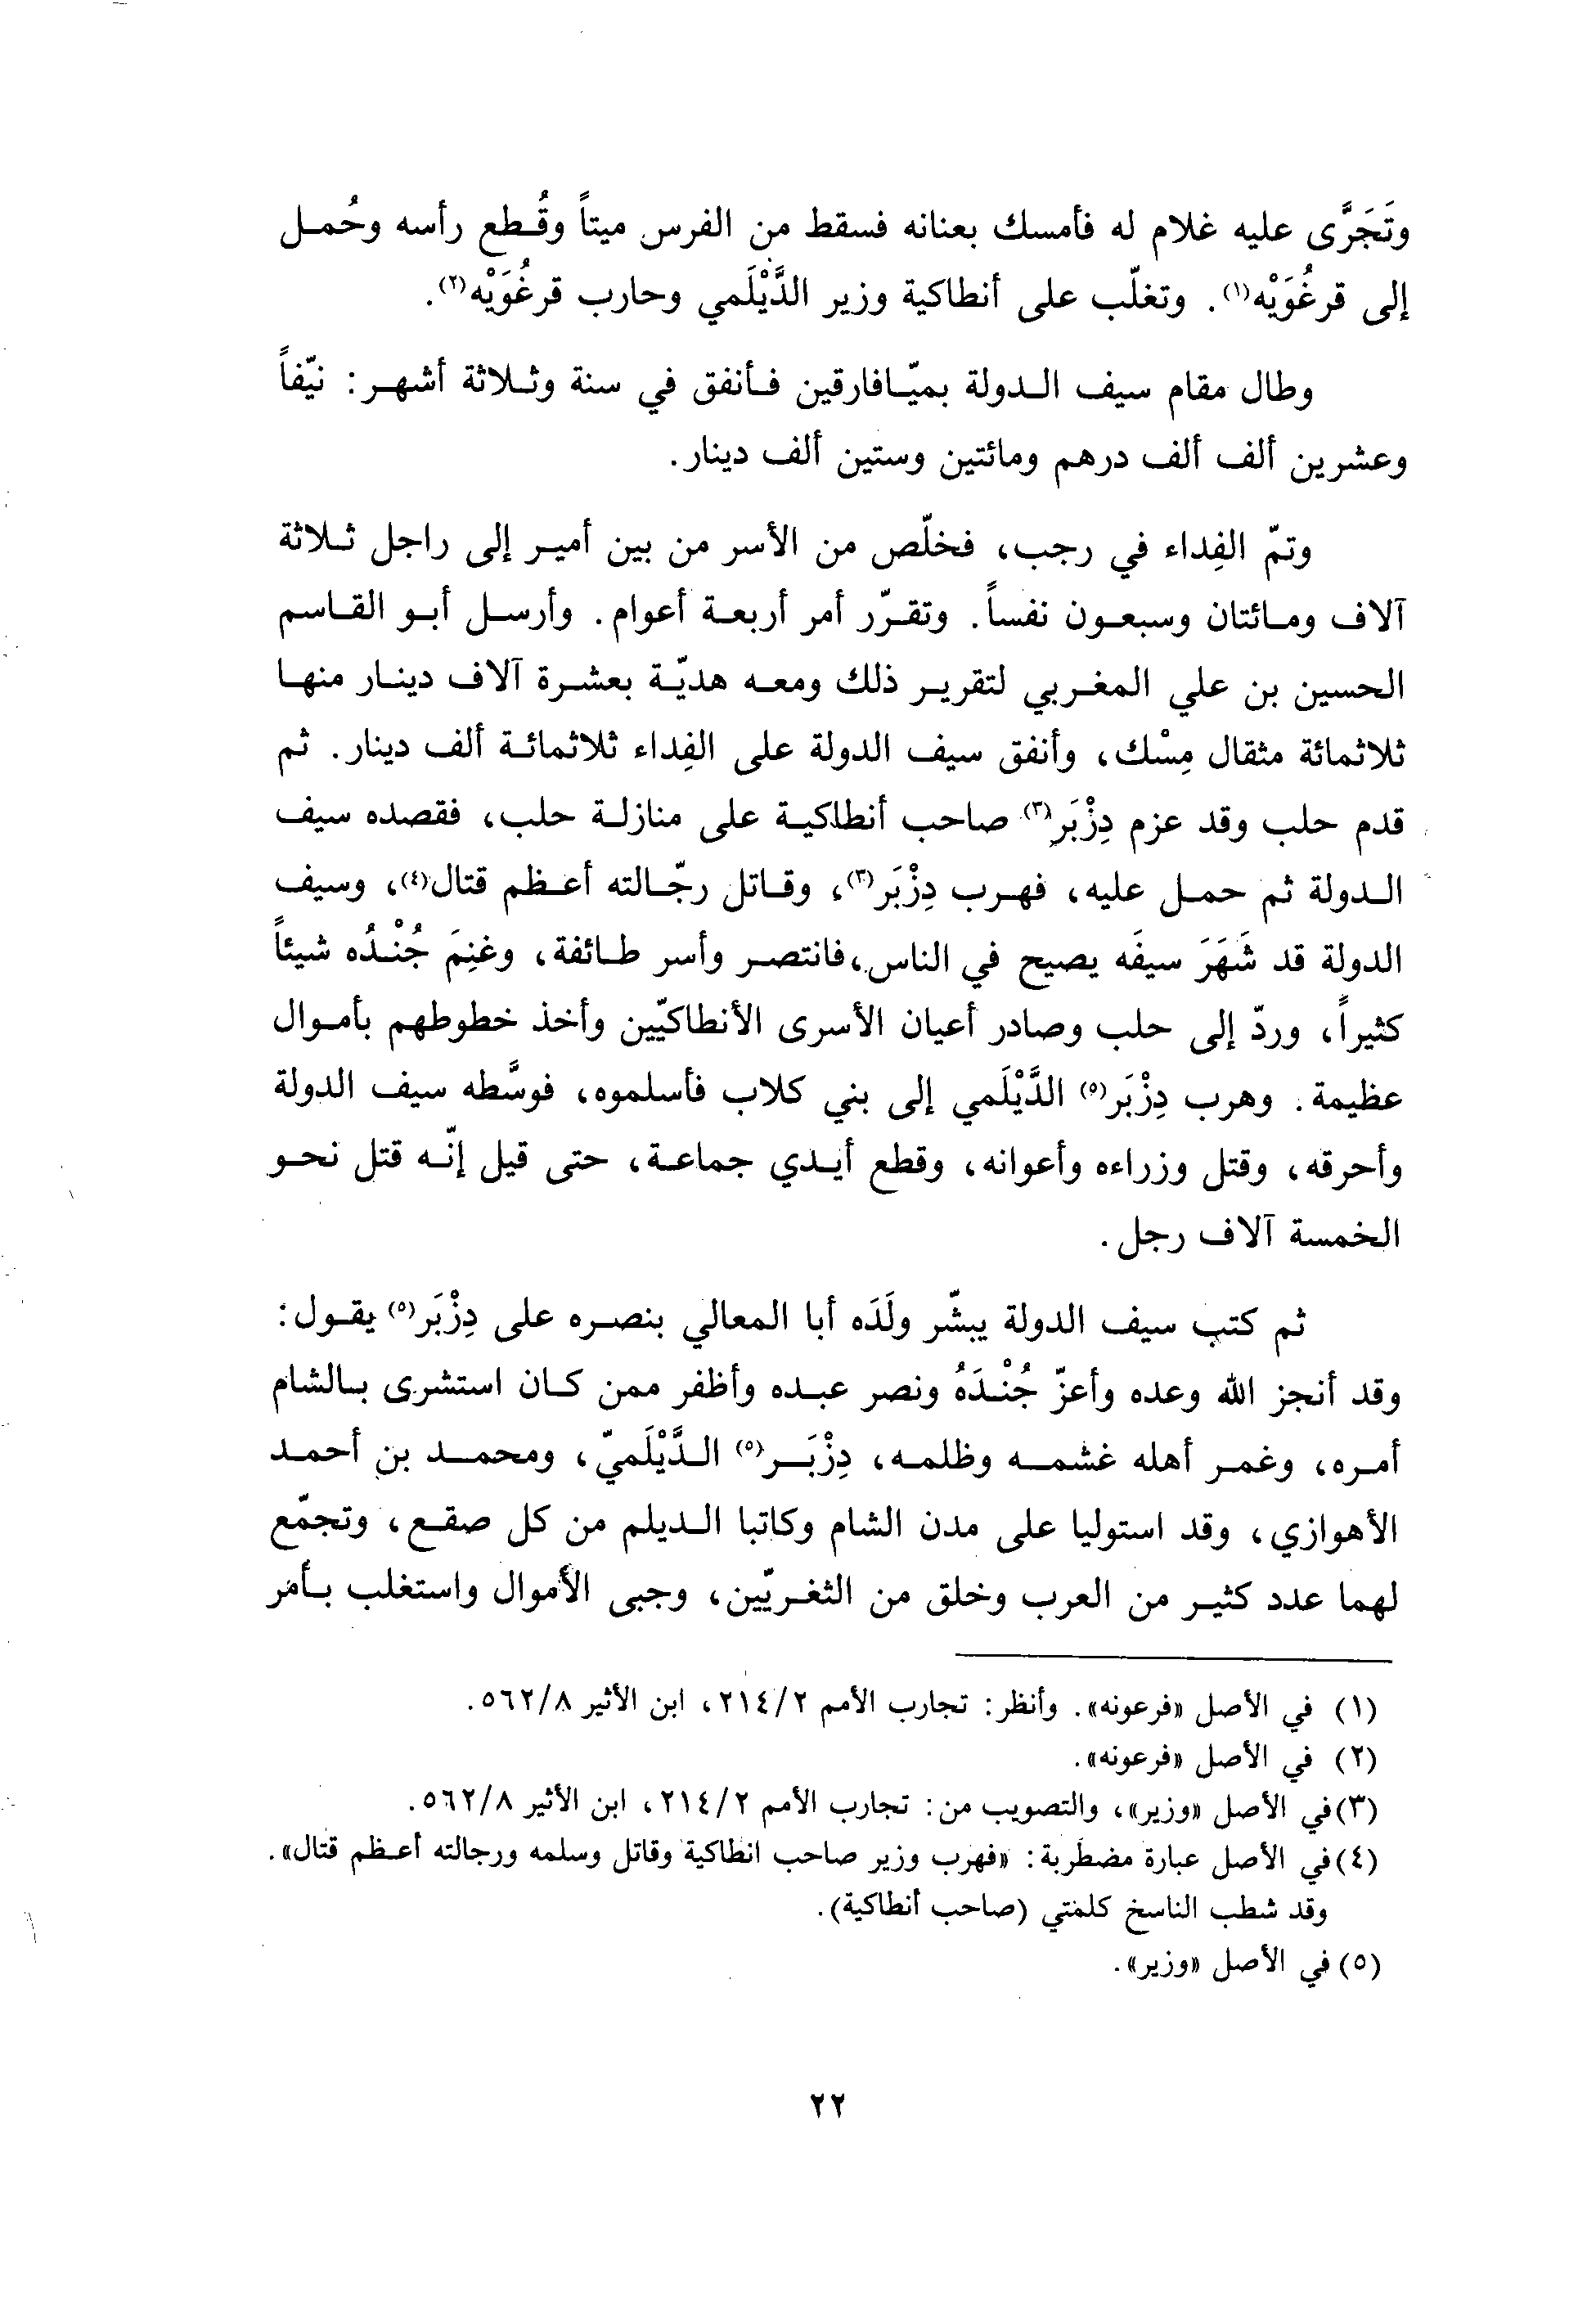 وتَجَرَّى عليه غلام له فأمسك بعنانه فسقط من الفرس ميتاً وقُطع رأسه وحُمل
إلى قرغُوَيْه(١). وتغلّب على أنطاكية وزير الدَّيْلَمي وحارب قرغُوَيْه(٢).
وطال مقام سيف الدولة بميّافارقين فأنفق في سنة وثلاثة أشهر: نيّفاً
وعشرين ألف ألف درهم ومائتين وستين ألف دينار.
وتمّ الفِداء في رجب، فخلّص من الأسر من بين أمير إلى راجل ثلاثة
آلاف ومائتان وسبعون نفساً. وتقرّر أمر أربعة أعوام. وأرسل أبو القاسم
الحسين بن علي المغربي لتقرير ذلك ومعه هديّة بعشرة آلاف دينار منها
ثلاثمائة مثقال مِسْك، وأنفق سيف الدولة على الفِداء ثلاثمائة ألف دينار. ثم
قدم حلب وقد عزم دِزْبَر(٣) صاحب أنطاكية على منازلة حلب، فقصده سيف
الدولة ثم حمل عليه، فهرب دِزْبَر(٣)، وقاتل رجّالته أعظم قتال(٤)، وسيف
الدولة قد شَهَرَ سيفَه يصيح في الناس، فانتصر وأسر طائفة، وغنِمَ جُنْدُه شيئاً
كثيراً، وردّ إلى حلب وصادر أعيان الأسرى الأنطاكيّين وأخذ خطوطهم بأموال
عظيمة. وهرب دِزْبَر(٥) الدَّيْلَمي إلى بني كلاب فأسلموه، فوسَّطه سيف الدولة
وأحرقه، وقتل وزراءه وأعوانه، وقطع أيدي جماعة، حتى قيل إنّه قتل نحو
الخمسة آلاف رجل.
ثم كتب سيف الدولة يبشّر ولَدَه أبا المعالي بنصره على دِزْبَر(٥) يقول:
وقد أنجز الله وعده وأعزّ جُنْدَهُ ونصر عبده وأظفر ممن كان استشرى بالشام
أمره، وغمر أهله غشمه وظلمه، دِزْبَر(٥) الدَّيْلَميّ، ومحمد بن أحمد
الأهوازي، وقد استوليا على مدن الشام وكاتبا الديلم من كل صقع، وتجمّع
لهما عدد كثير من العرب وخلق من الثغريّين، وجبى الأموال واستغلب بأمر
(١) في الأصل «فرعونه». وأنظر: تجارب الأمم ٢١٤/٢، ابن الأثير ٥٦٢/٨.
(٢) في الأصل «فرعونه».
(٣) في الأصل «وزير»، والتصويب من: تجارب الأمم ٢١٤/٢، ابن الأثير ٥٦٢/٨.
(٤) في الأصل عبارة مضطربة: «فهرب وزير صاحب انطاكية وقاتل وسلمه ورجالته أعظم قتال».
وقد شطب الناسخ كلمتي (صاحب أنطاكية).
(٥) في الأصل «وزير».
٢٢